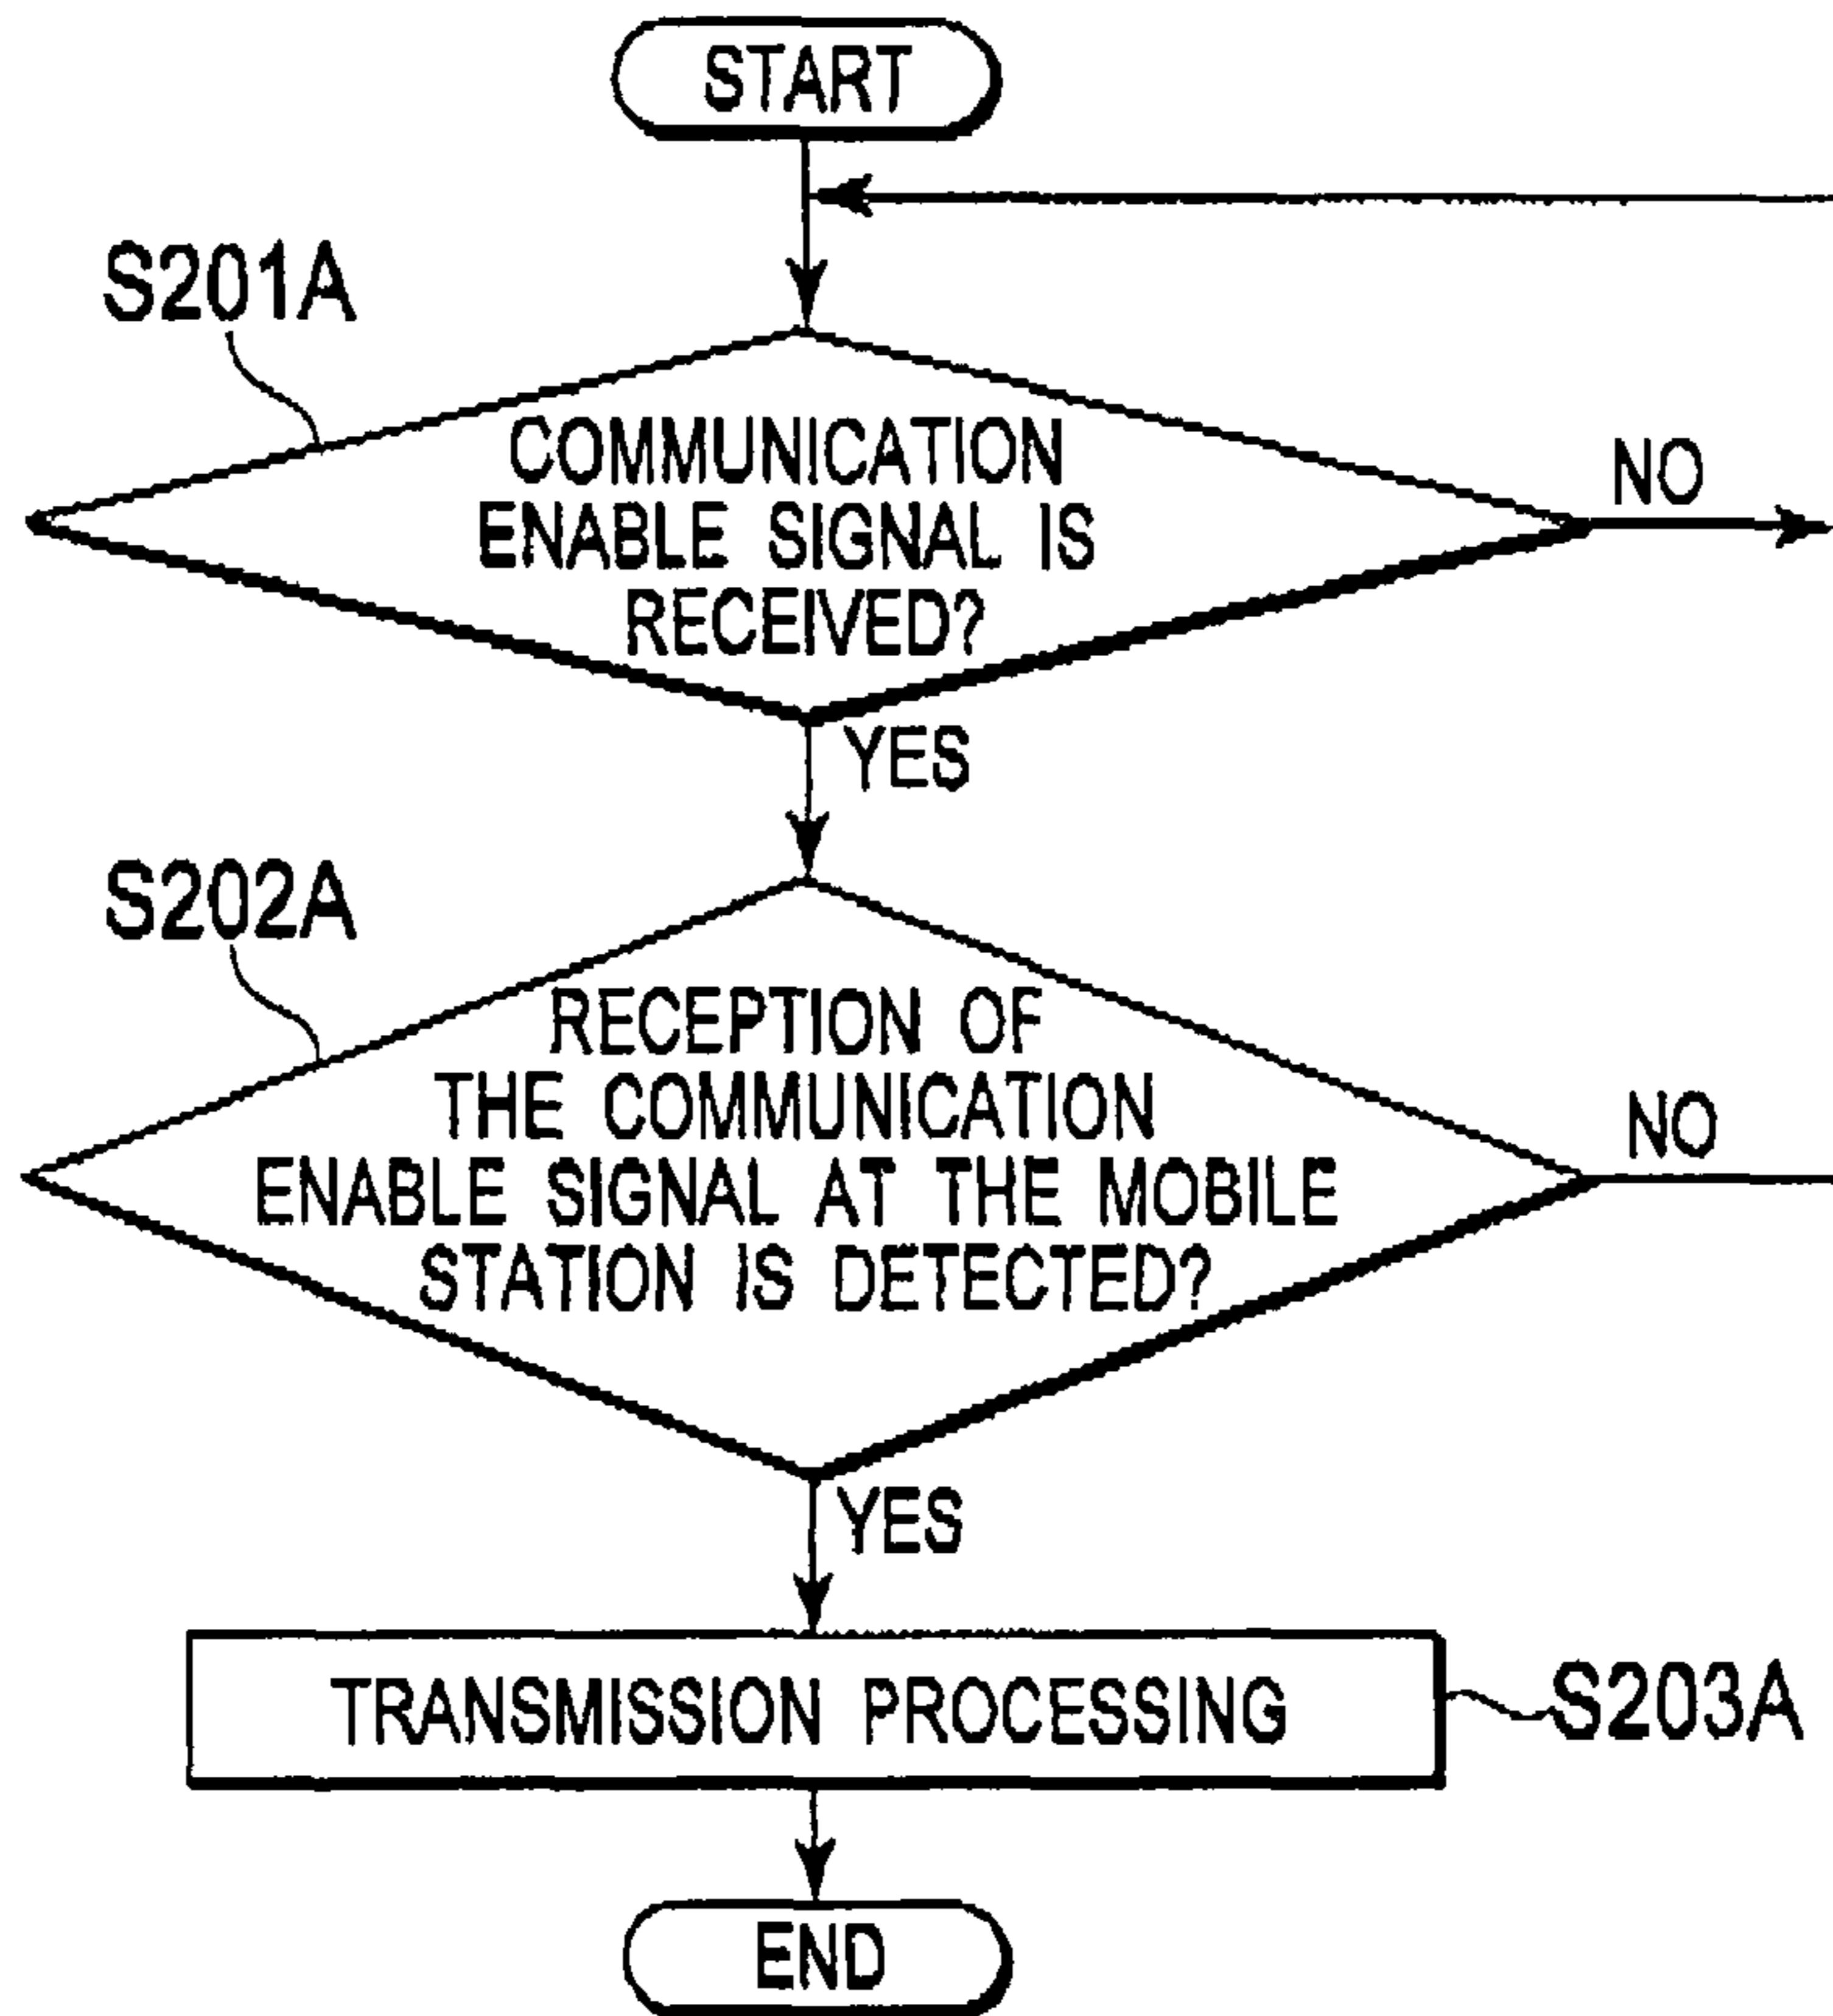 START
S201A
COMMUNICATION
ENABLE SIGNAL IS
RECEIVED?
NO
YES
S202A
RECEPTION OF
THE COMMUNICATION
ENABLE SIGNAL AT THE MOBILE
STATION IS DETECTED?
NO
YES
TRANSMISSION PROCESSING
S203A
END